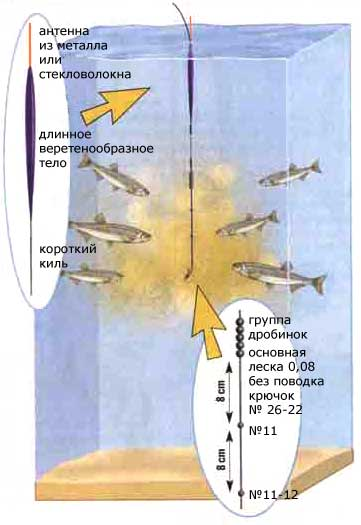 антенна
из металла
или
стекловолокна
длинное
веретенообразное
тело
короткий
киль
группа
дробинок
основная
леска 0,08
без поводка
крючок
№ 26-22
8 cm
№11
8 cm
№11-12